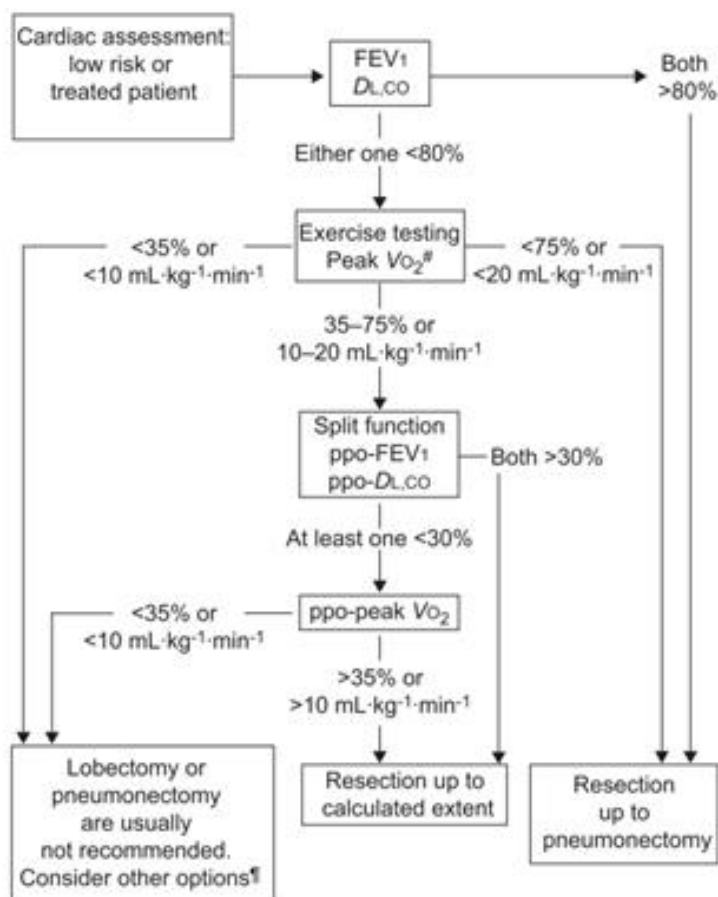 Cardiac assessment:
low risk or
treated patient
FEV1
DL,CO
Both
>80%
Either one <80%
<35% or
<10 mL·kg⁻¹·min⁻¹
Exercise testing
Peak VO₂#
<75% or
<20 mL·kg⁻¹·min⁻¹
35–75% or
10–20 mL·kg⁻¹·min⁻¹
Split function
ppo-FEV1
ppo-DL,CO
Both >30%
At least one <30%
<35% or
<10 mL·kg⁻¹·min⁻¹
ppo-peak VO₂
>35% or
>10 mL·kg⁻¹·min⁻¹
Lobectomy or
pneumonectomy
are usually
not recommended.
Consider other options¶
Resection up to
calculated extent
Resection
up to
pneumonectomy